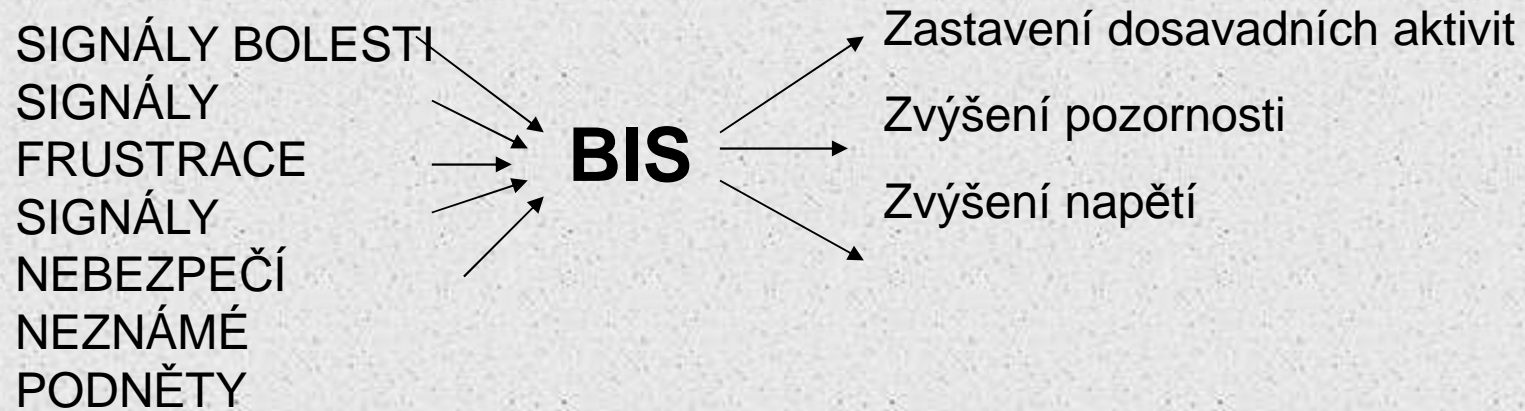 SIGNÁLY BOLESTI
SIGNÁLY
FRUSTRACE
SIGNÁLY
NEBEZPEČÍ
NEZNÁMÉ
PODNĚTY
BIS
Zastavení dosavadních aktivit
Zvýšení pozornosti
Zvýšení napětí